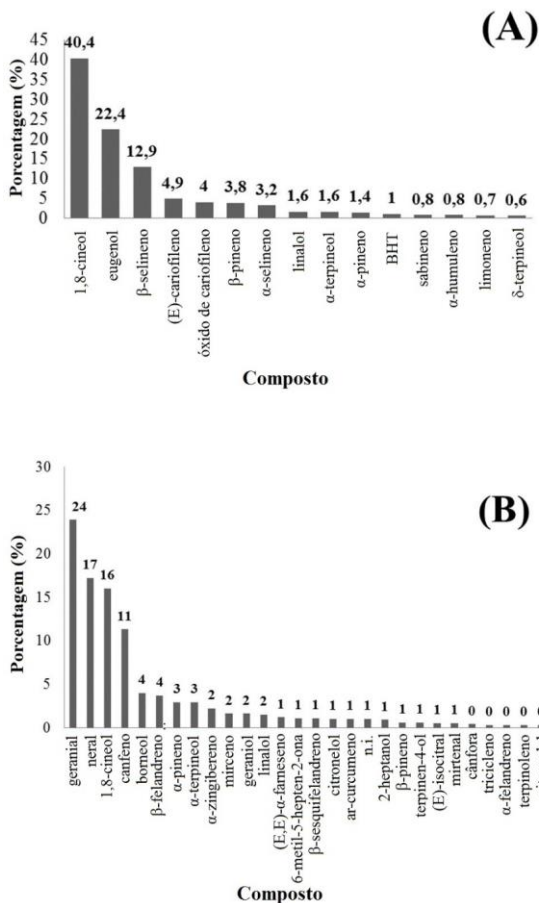 (A)
Porcentagem (%)
45
40
35
30
25
20
15
10
5
0
40,4
22,4
12,9
4,9
4
3,8
3,2
1,6
1,6
1,4
1
0,8
0,8
0,7
0,6
1,8-cineol
eugenol
β-selineno
(E)-cariofileno
óxido de cariofileno
β-pineno
α-selineno
linalol
α-terpineol
α-pineno
BHT
sabineno
α-humuleno
limoneno
δ-terpineol
Composto
(B)
Porcentagem (%)
30
25
20
15
10
5
0
24
17
16
11
4
4
3
3
2
2
2
2
1
1
1
1
1
1
1
1
1
1
1
0
0
0
0
0
geranial
neral
1,8-cineol
canfeno
borneol
β-felandreno
α-pineno
α-terpineol
α-zingibereno
mirceno
geraniol
linalol
(E,E)-α-farneseno
6-metil-5-hepten-2-ona
β-sesquifelandreno
citronelol
ar-curcumeno
n.i.
2-heptanol
β-pineno
terpinen-4-ol
(E)-isocitral
mirtenal
cânfora
tricicleno
α-felandreno
terpinoleno
Composto